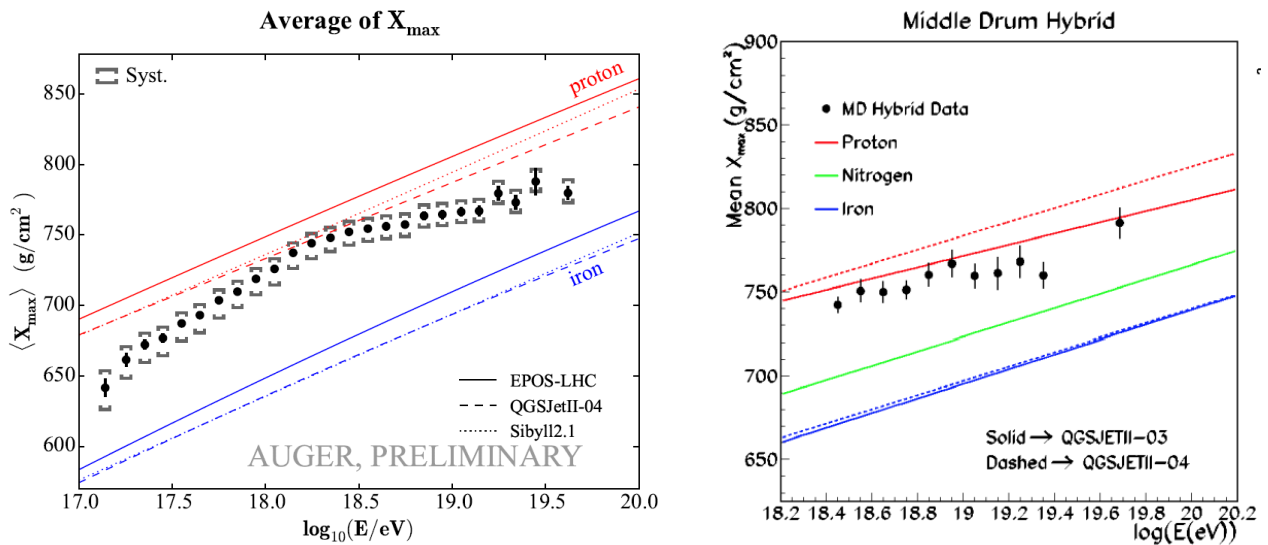 Average of X_max
Syst.
proton
iron
EPOS-LHC
QGSJetII-04
Sibyll2.1
AUGER, PRELIMINARY
⟨X_max⟩ (g/cm²)
850
800
750
700
650
600
17.0 17.5 18.0 18.5 19.0 19.5 20.0
log₁₀(E/eV)
Middle Drum Hybrid
Mean X_max (g/cm²)
900
850
800
750
700
650
MD Hybrid Data
Proton
Nitrogen
Iron
Solid → QGSJETII-03
Dashed → QGSJETII-04
18.2 18.4 18.6 18.8 19 19.2 19.4 19.6 19.8 20 20.2
log(E(eV))